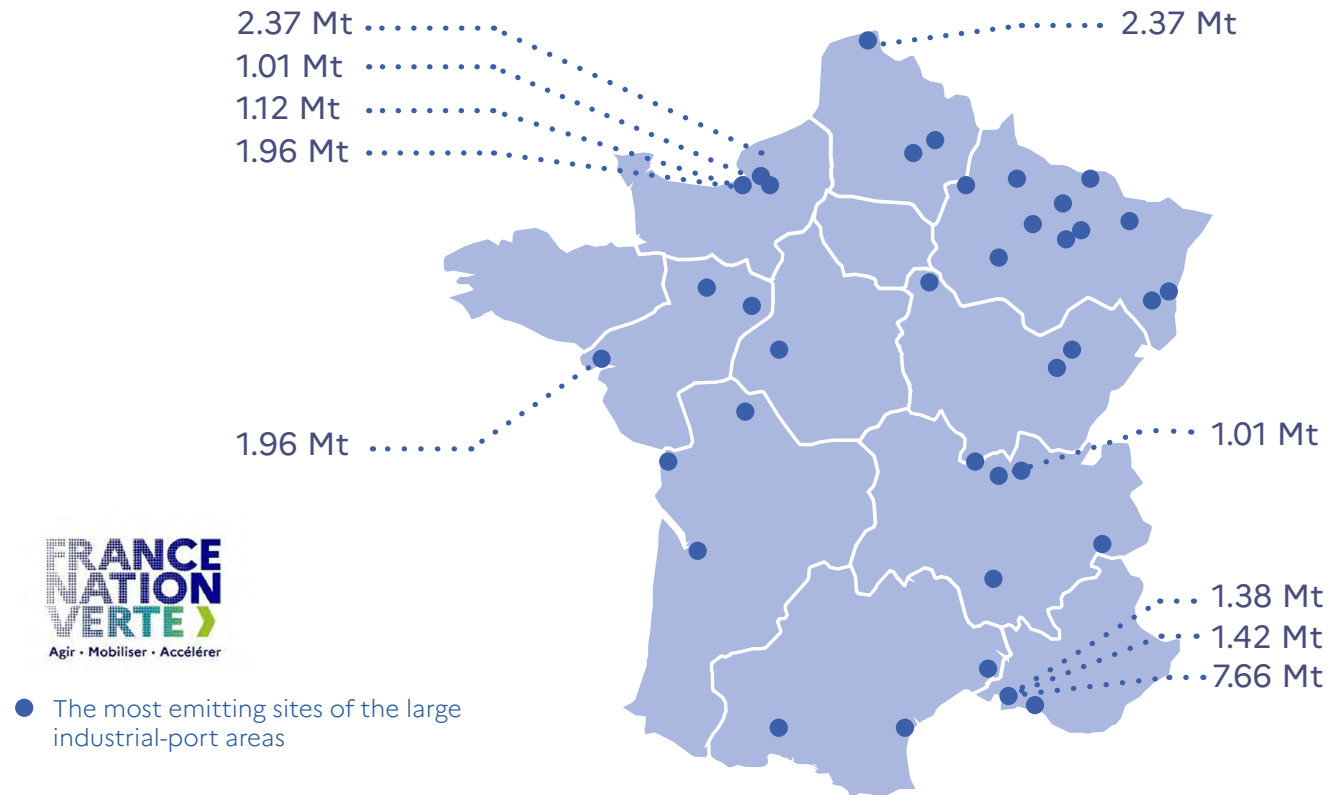 2.37 Mt
1.01 Mt
1.12 Mt
1.96 Mt
2.37 Mt
1.96 Mt
1.01 Mt
FRANCE
NATION
VERTE
Agir · Mobiliser · Accélérer
1.38 Mt
1.42 Mt
7.66 Mt
The most emitting sites of the large
industrial-port areas